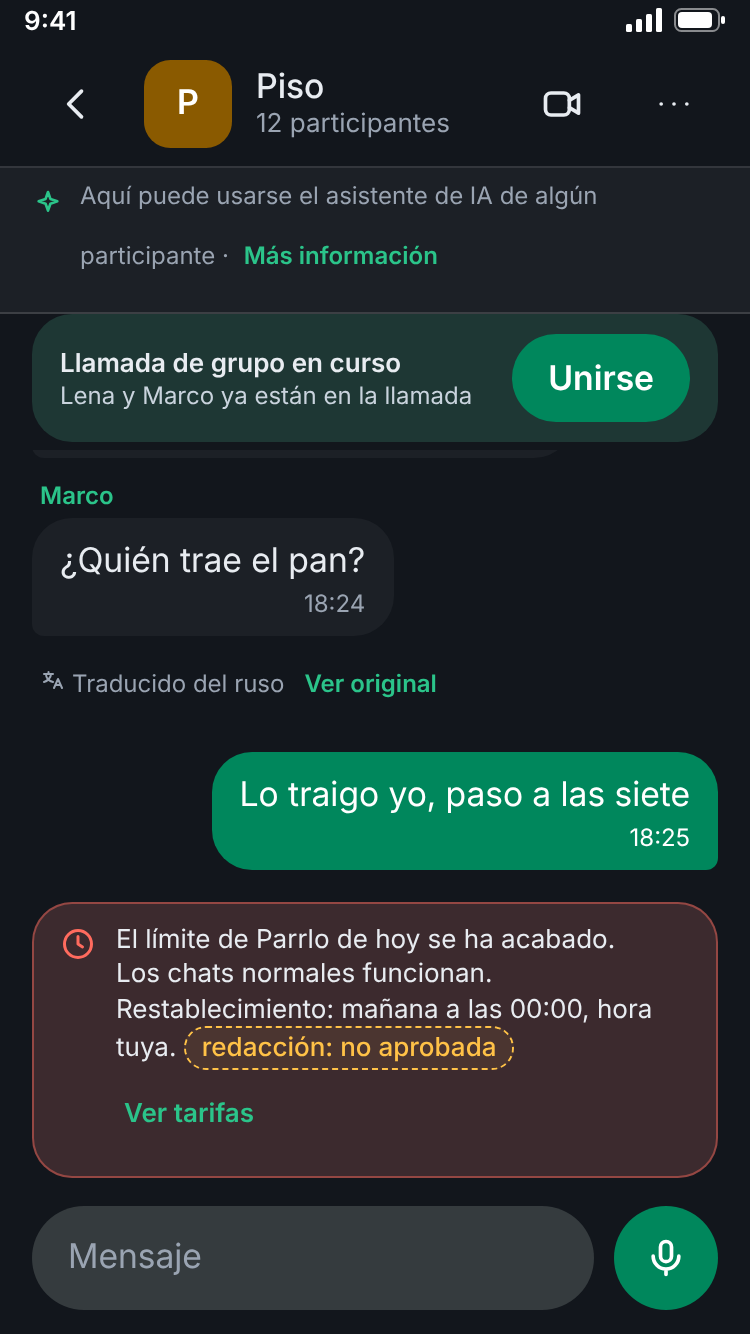 9:41
P
Piso
12 participantes
Aquí puede usarse el asistente de IA de algún
participante · Más información
Llamada de grupo en curso
Lena y Marco ya están en la llamada
Unirse
Marco
¿Quién trae el pan?
18:24
Traducido del ruso Ver original
Lo traigo yo, paso a las siete
18:25
El límite de Parrlo de hoy se ha acabado.
Los chats normales funcionan.
Restablecimiento: mañana a las 00:00, hora
tuya. redacción: no aprobada
Ver tarifas
Mensaje